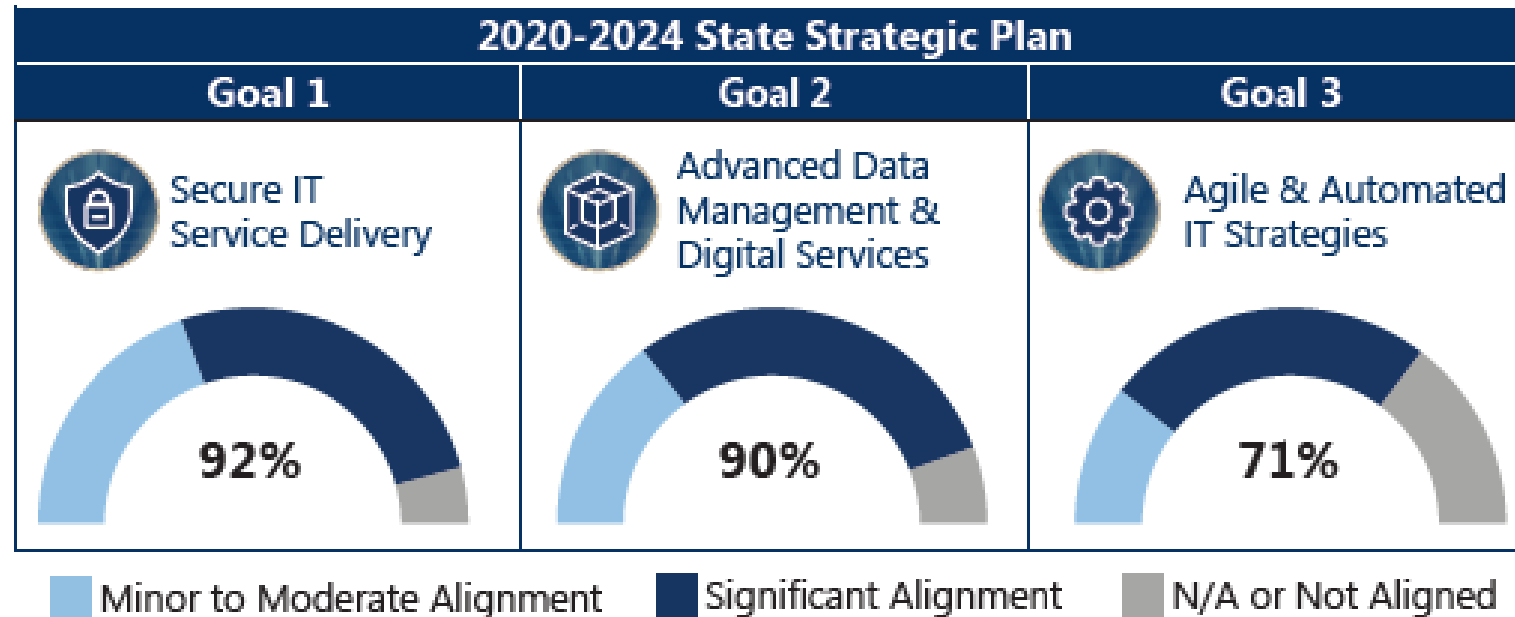 2020-2024 State Strategic Plan
Goal 1
Goal 2
Goal 3
Secure IT
Service Delivery
Advanced Data
Management &
Digital Services
Agile & Automated
IT Strategies
92%
90%
71%
Minor to Moderate Alignment
Significant Alignment
N/A or Not Aligned